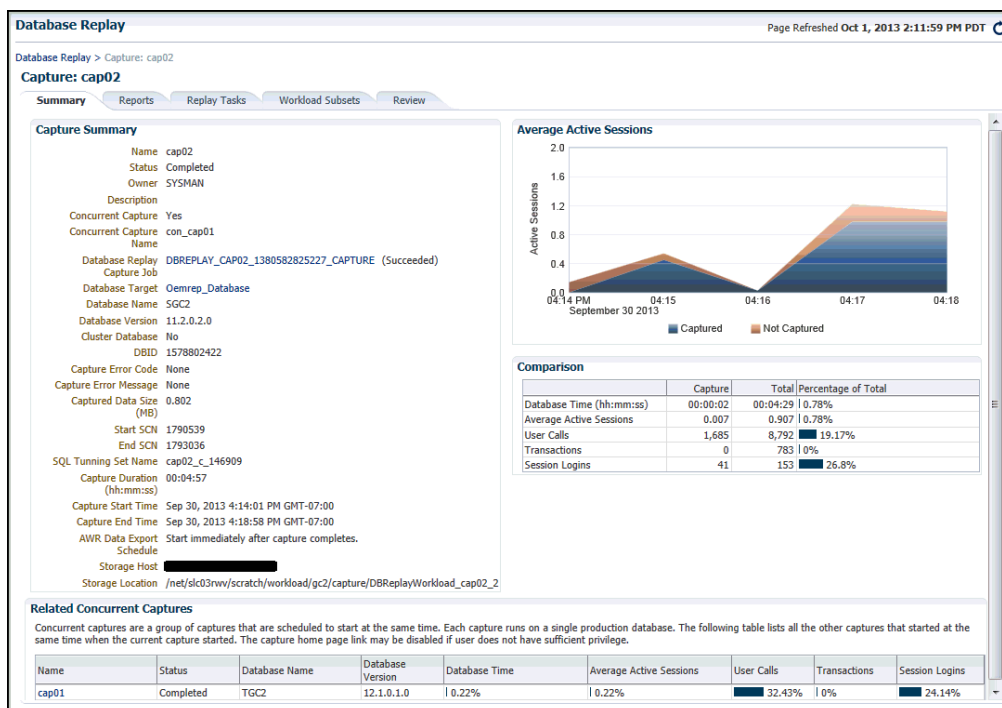 Database Replay
Page Refreshed Oct 1, 2013 2:11:59 PM PDT
Database Replay > Capture: cap02
Capture: cap02
Summary Reports Replay Tasks Workload Subsets Review
Capture Summary
Name cap02
Status Completed
Owner SYSMAN
Description
Concurrent Capture Yes
Concurrent Capture Name con_cap01
Database Replay Capture Job DBREPLAY_CAP02_1380582825227_CAPTURE (Succeeded)
Database Target Oemrep_Database
Database Name SGC2
Database Version 11.2.0.2.0
Cluster Database No
DBID 1578802422
Capture Error Code None
Capture Error Message None
Captured Data Size (MB) 0.802
Start SCN 1790539
End SCN 1793036
SQL Tunning Set Name cap02_c_146909
Capture Duration (hh:mm:ss) 00:04:57
Capture Start Time Sep 30, 2013 4:14:01 PM GMT-07:00
Capture End Time Sep 30, 2013 4:18:58 PM GMT-07:00
AWR Data Export Schedule Start immediately after capture completes.
Storage Host
Storage Location /net/slc03rwv/scratch/workload/gc2/capture/DBReplayWorkload_cap02_2
Average Active Sessions
Active Sessions
2.0
1.6
1.2
0.8
0.4
0.0
04:14 PM 04:15 04:16 04:17 04:18
September 30 2013
Captured Not Captured
Comparison
Capture Total Percentage of Total
Database Time (hh:mm:ss) 00:00:02 00:04:29 0.78%
Average Active Sessions 0.007 0.907 0.78%
User Calls 1,685 8,792 19.17%
Transactions 0 783 0%
Session Logins 41 153 26.8%
Related Concurrent Captures
Concurrent captures are a group of captures that are scheduled to start at the same time. Each capture runs on a single production database. The following table lists all the other captures that started at the
same time when the current capture started. The capture home page link may be disabled if user does not have sufficient privilege.
Name Status Database Name Database Version Database Time Average Active Sessions User Calls Transactions Session Logins
cap01 Completed TGC2 12.1.0.1.0 0.22% 0.22% 32.43% 0% 24.14%